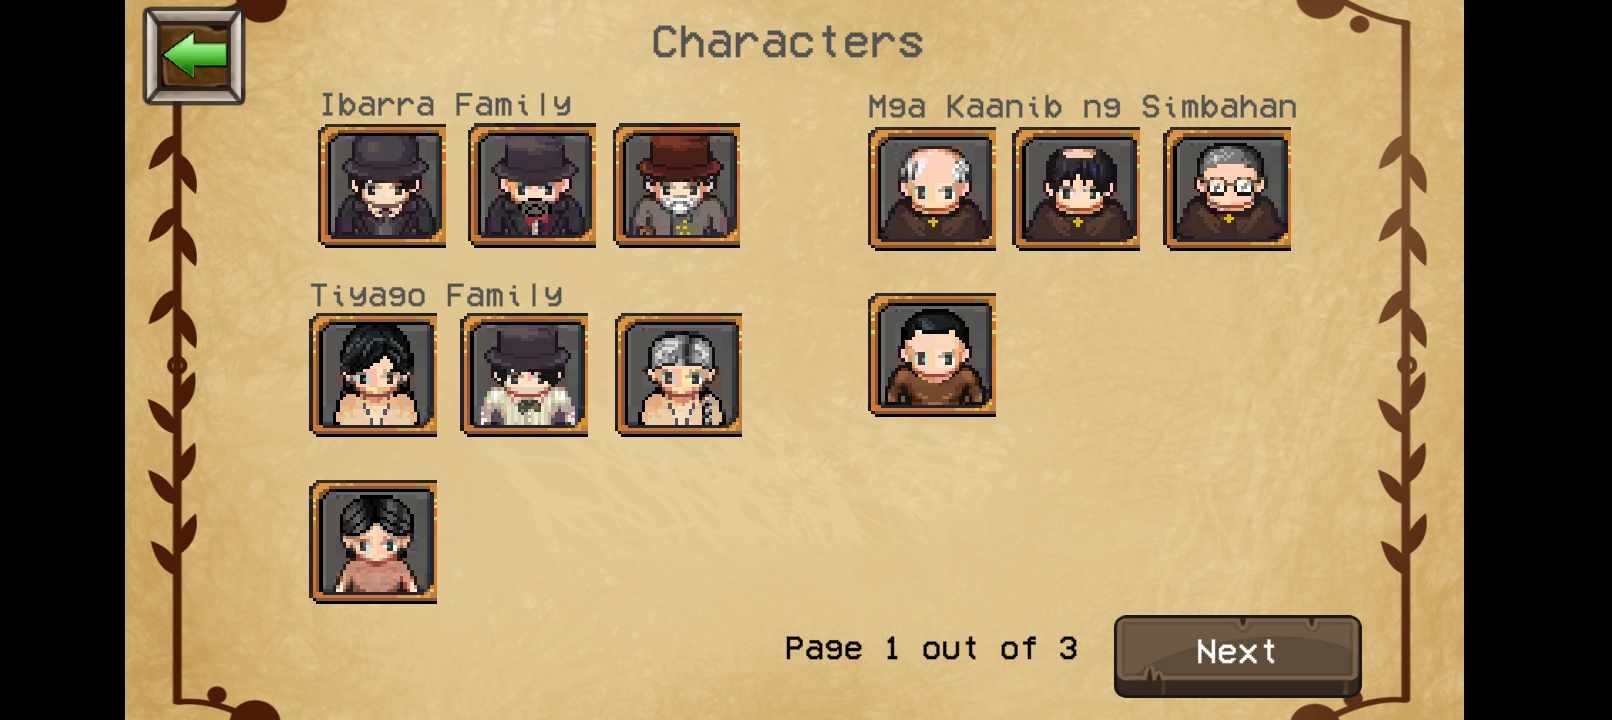 Characters
Ibarra Family
Mga Kaanib ng Simbahan
Tiyago Family
Page 1 out of 3
Next